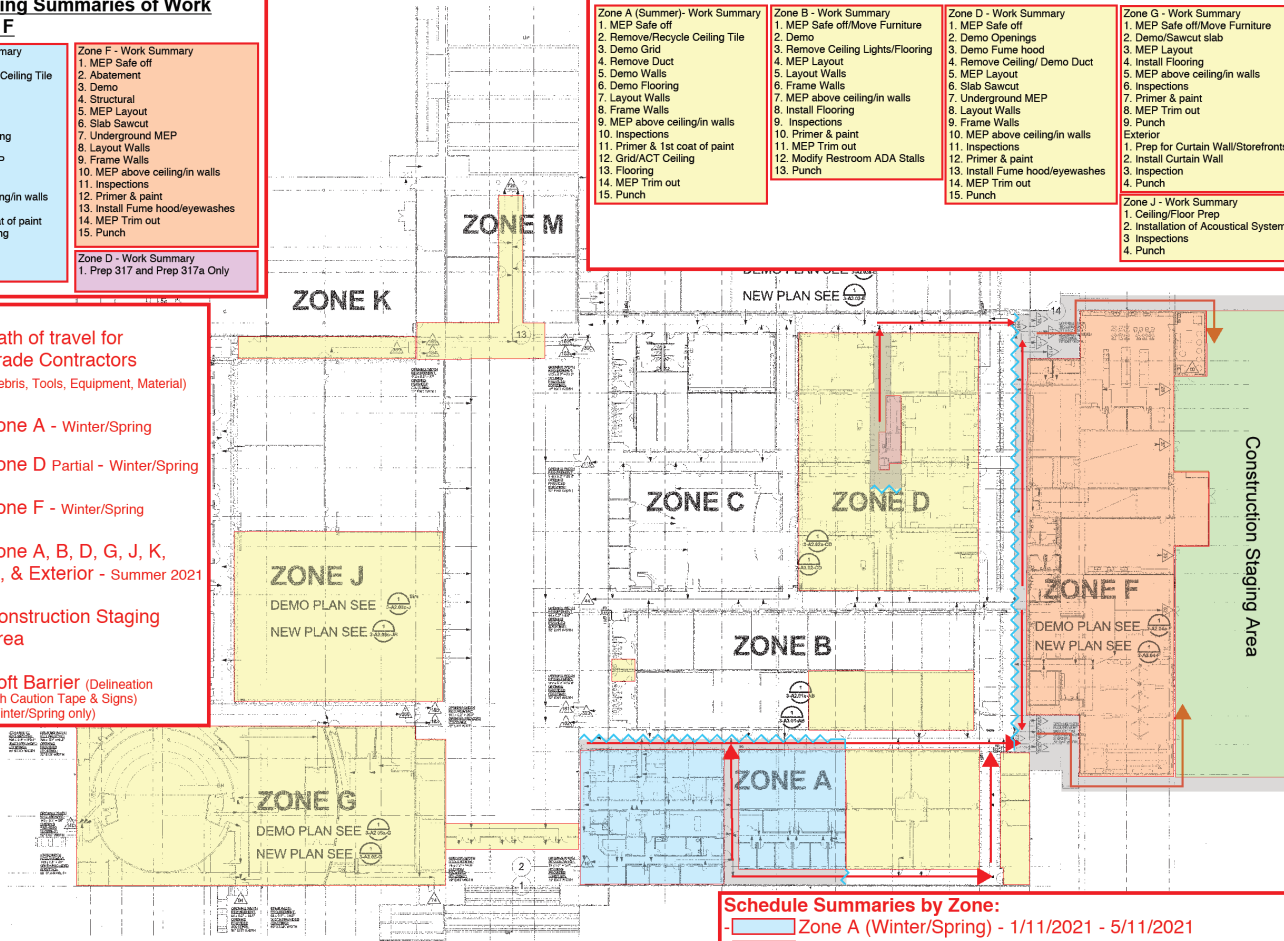 ing Summaries of Work
F
mary
Ceiling Tile
ing
P
ng/in walls
t of paint
ng
Zone F - Work Summary
1. MEP Safe off
2. Abatement
3. Demo
4. Structural
5. MEP Layout
6. Slab Sawcut
7. Underground MEP
8. Layout Walls
9. Frame Walls
10. MEP above ceiling/in walls
11. Inspections
12. Primer & paint
13. Install Fume hood/eyewashes
14. MEP Trim out
15. Punch
Zone D - Work Summary
1. Prep 317 and Prep 317a Only
Zone A (Summer)- Work Summary
1. MEP Safe off
2. Remove/Recycle Ceiling Tile
3. Demo Grid
4. Remove Duct
5. Demo Walls
6. Demo Flooring
7. Layout Walls
8. Frame Walls
9. MEP above ceiling/in walls
10. Inspections
11. Primer & 1st coat of paint
12. Grid/ACT Ceiling
13. Flooring
14. MEP Trim out
15. Punch
Zone B - Work Summary
1. MEP Safe off/Move Furniture
2. Demo
3. Remove Ceiling Lights/Flooring
4. MEP Layout
5. Layout Walls
6. Frame Walls
7. MEP above ceiling/in walls
8. Install Flooring
9. Inspections
10. Primer & paint
11. MEP Trim out
12. Modify Restroom ADA Stalls
13. Punch
Zone D - Work Summary
1. MEP Safe off
2. Demo Openings
3. Demo Fume hood
4. Remove Ceiling/ Demo Duct
5. MEP Layout
6. Slab Sawcut
7. Underground MEP
8. Layout Walls
9. Frame Walls
10. MEP above ceiling/in walls
11. Inspections
12. Primer & paint
13. Install Fume hood/eyewashes
14. MEP Trim out
15. Punch
Zone G - Work Summary
1. MEP Safe off/Move Furniture
2. Demo/Sawcut slab
3. MEP Layout
4. Install Flooring
5. MEP above ceiling/in walls
6. Inspections
7. Primer & paint
8. MEP Trim out
9. Punch
Exterior
1. Prep for Curtain Wall/Storefronts
2. Install Curtain Wall
3. Inspection
4. Punch
Zone J - Work Summary
1. Ceiling/Floor Prep
2. Installation of Acoustical System
3 Inspections
4. Punch
ath of travel for
rade Contractors
ebris, Tools, Equipment, Material)
one A - Winter/Spring
one D Partial - Winter/Spring
one F - Winter/Spring
one A, B, D, G, J, K,
, & Exterior - Summer 2021
onstruction Staging
rea
oft Barrier (Delineation
h Caution Tape & Signs)
inter/Spring only)
ZONE M
ZONE K
13
DEMO PLAN SEE
NEW PLAN SEE
14
ZONE C
ZONE D
ZONE J
DEMO PLAN SEE
NEW PLAN SEE
ZONE B
ZONE F
DEMO PLAN SEE
NEW PLAN SEE
Construction Staging Area
ZONE A
ZONE G
DEMO PLAN SEE
NEW PLAN SEE
2
Schedule Summaries by Zone:
- Zone A (Winter/Spring) - 1/11/2021 - 5/11/2021